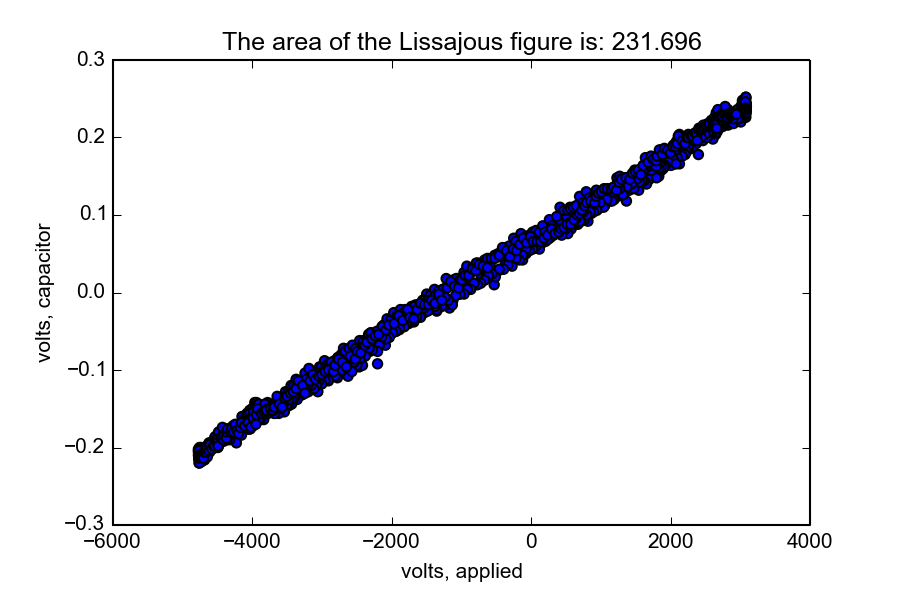 The area of the Lissajous figure is: 231.696
0.3
0.2
0.1
0.0
−0.1
−0.2
−0.3
volts, capacitor
−6000 −4000 −2000 0 2000 4000
volts, applied